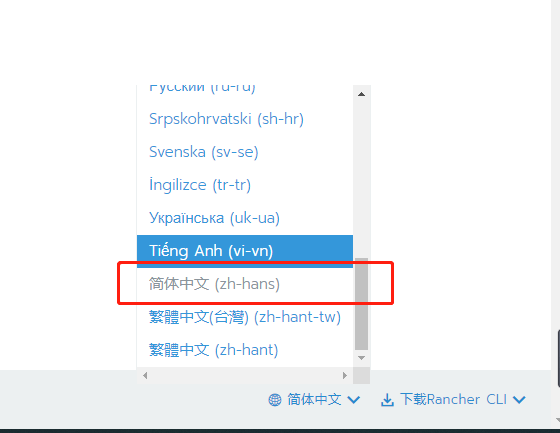 Русский (ru-ru)
Srpskohrvatski (sh-hr)
Svenska (sv-se)
İngilizce (tr-tr)
Українська (uk-ua)
Tiếng Anh (vi-vn)
简体中文 (zh-hans)
繁體中文(台灣) (zh-hant-tw)
繁體中文 (zh-hant)
简体中文 下载Rancher CLI